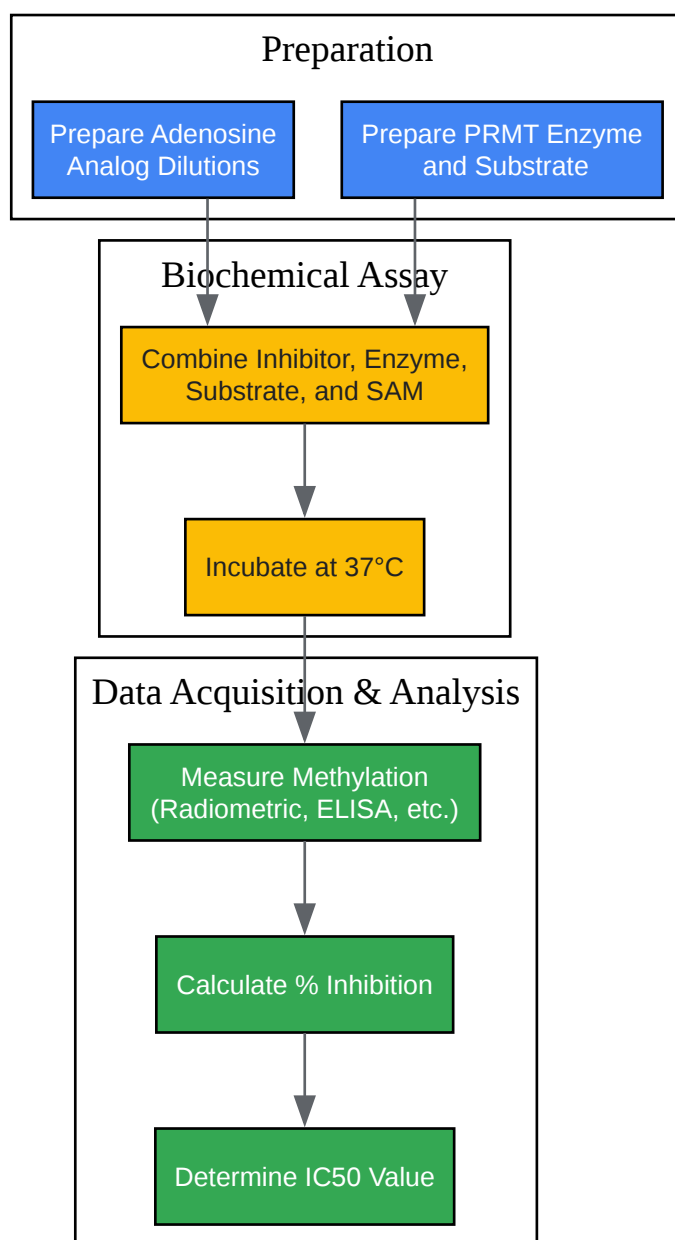 Preparation
Prepare Adenosine
Analog Dilutions
Prepare PRMT Enzyme
and Substrate
Biochemical Assay
Combine Inhibitor, Enzyme,
Substrate, and SAM
Incubate at 37°C
Data Acquisition & Analysis
Measure Methylation
(Radiometric, ELISA, etc.)
Calculate % Inhibition
Determine IC50 Value